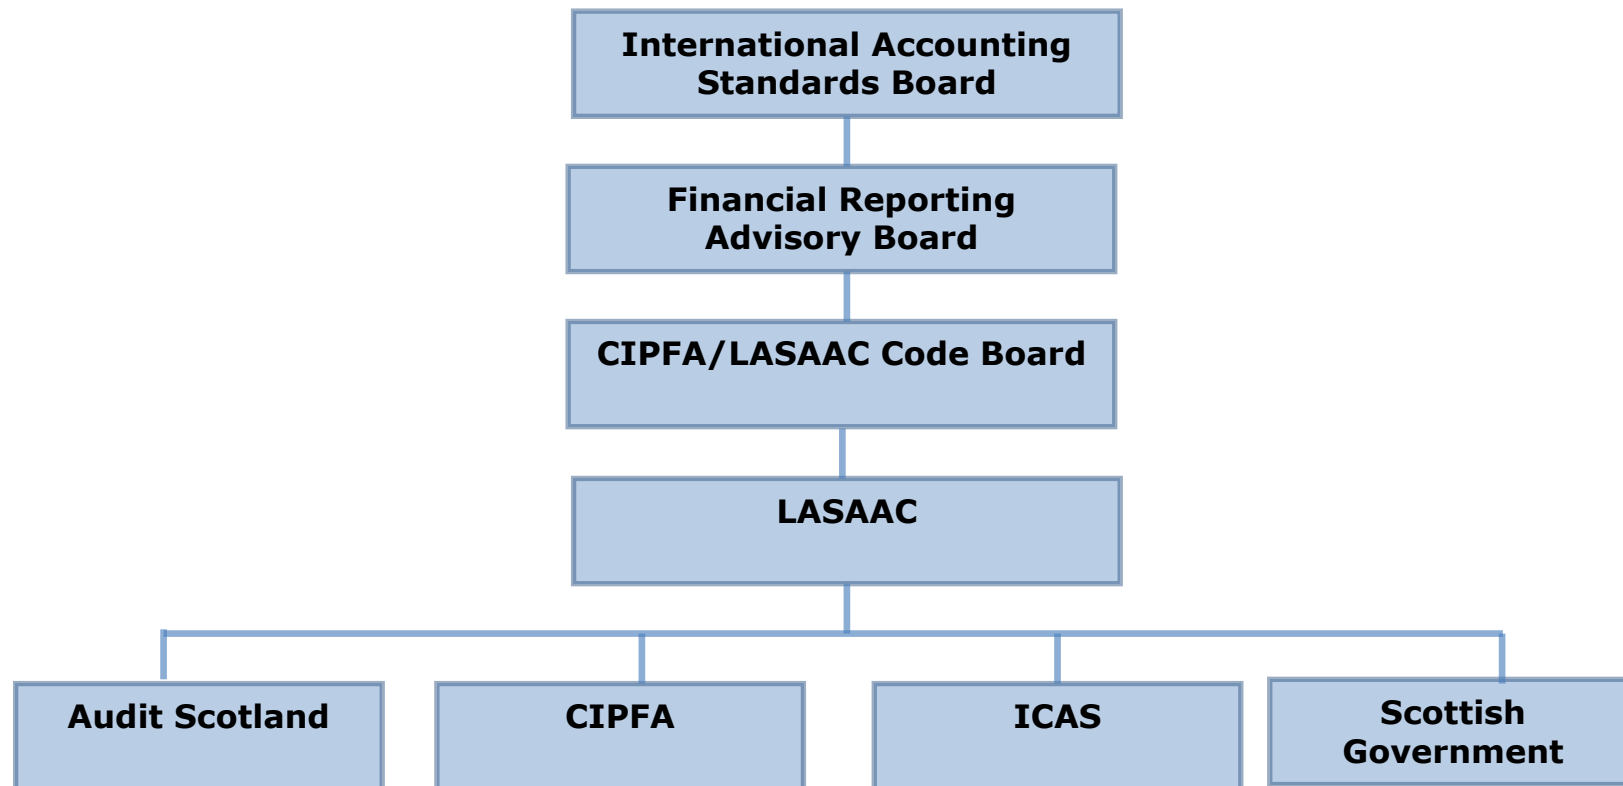 International Accounting
Standards Board
Financial Reporting
Advisory Board
CIPFA/LASAAC Code Board
LASAAC
Audit Scotland
CIPFA
ICAS
Scottish
Government